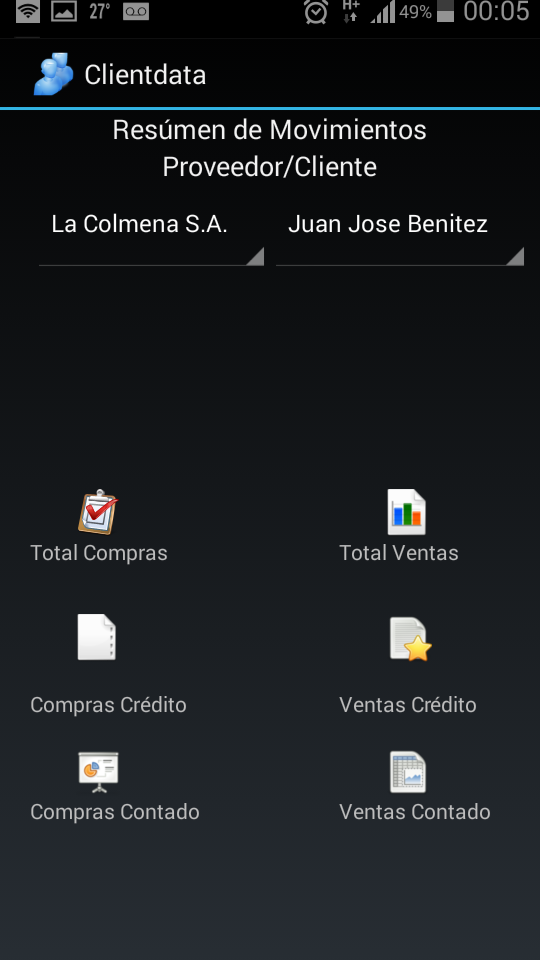 27°
H+
49%
00:05
Clientdata
Resúmen de Movimientos
Proveedor/Cliente
La Colmena S.A.
Juan Jose Benitez
Total Compras
Total Ventas
Compras Crédito
Ventas Crédito
Compras Contado
Ventas Contado